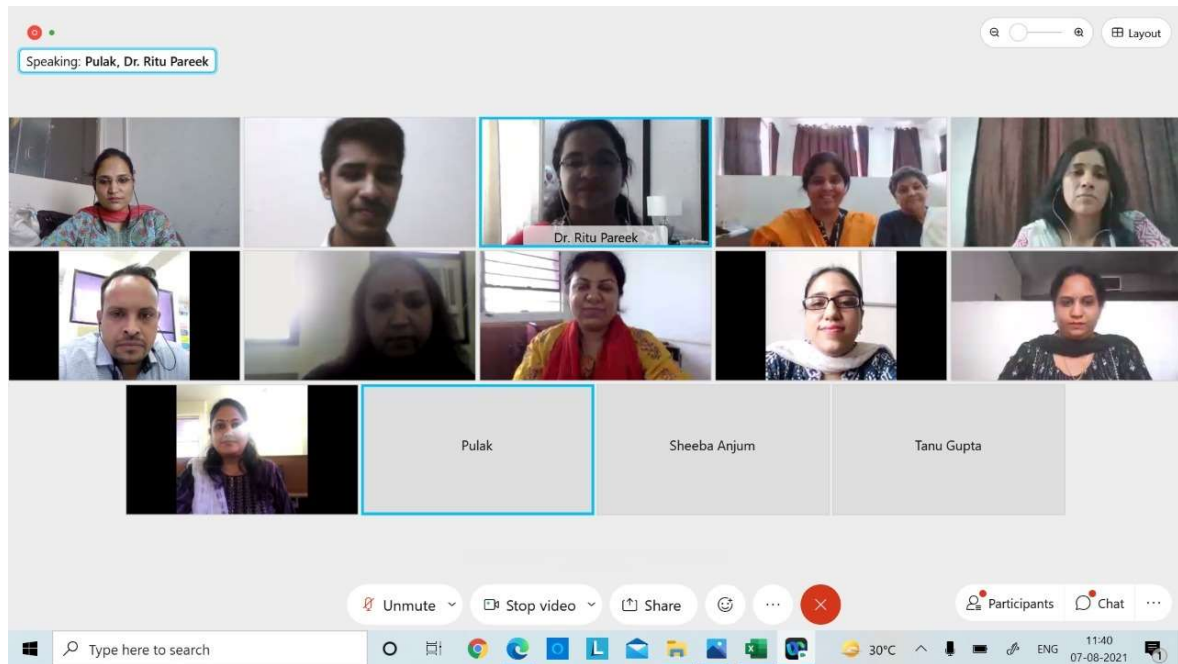 Layout
Speaking: Pulak, Dr. Ritu Pareek
Dr. Ritu Pareek
Pulak
Sheeba Anjum
Tanu Gupta
Unmute
Stop video
Share
Participants
Chat
Type here to search
L
30°C
ENG
11:40
07-08-2021
1